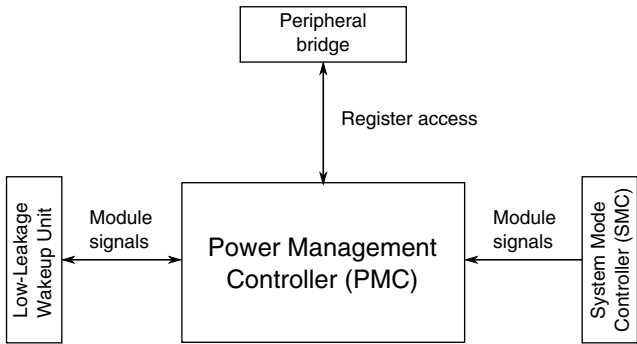 Peripheral
bridge
Register access
Low-Leakage
Wakeup Unit
Module
signals
Power Management
Controller (PMC)
Module
signals
System Mode
Controller (SMC)